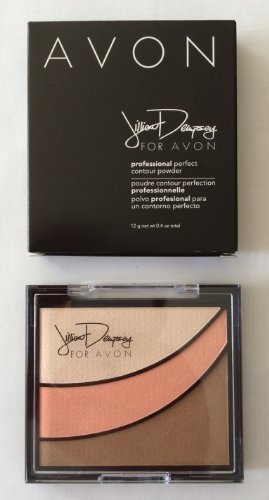 AVON
Jillian Dempsey
FOR AVON
professional perfect
contour powder
poudre contour perfection
professionnelle
polvo profesional para
un contorno perfecto
12 g net wt 0.4 oz total
Jillian Dempsey
FOR AVON